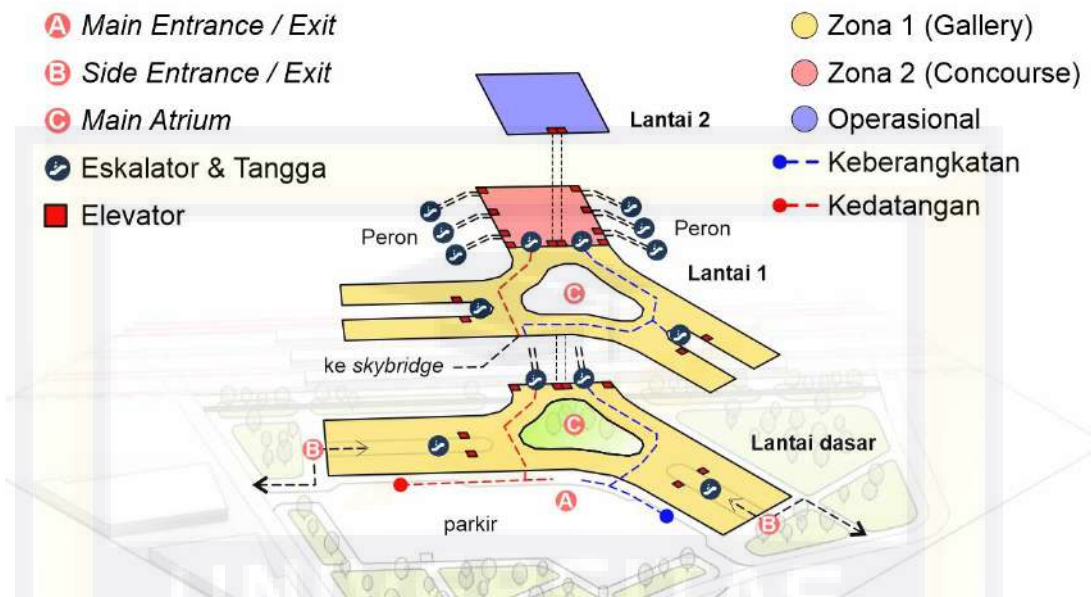 A Main Entrance / Exit
B Side Entrance / Exit
C Main Atrium
Eskalator & Tangga
Elevator
Zona 1 (Gallery)
Zona 2 (Concourse)
Operasional
Keberangkatan
Kedatangan
Lantai 2
Peron
Peron
Lantai 1
C
ke skybridge
C
Lantai dasar
B
A
B
parkir